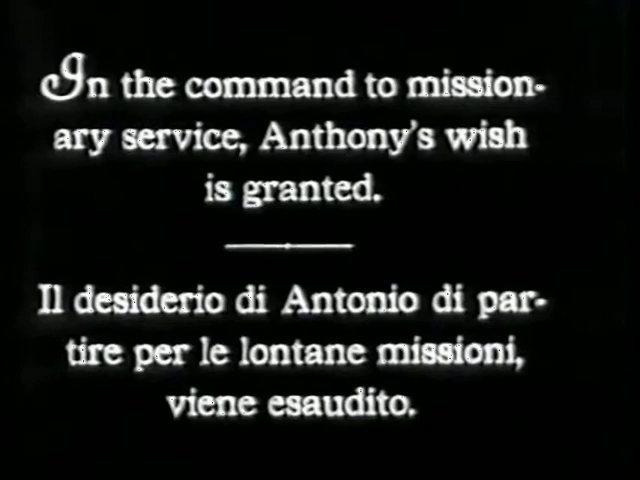 In the command to mission-
ary service, Anthony's wish
is granted.
Il desiderio di Antonio di par-
tire per le lontane missioni,
viene esaudito.